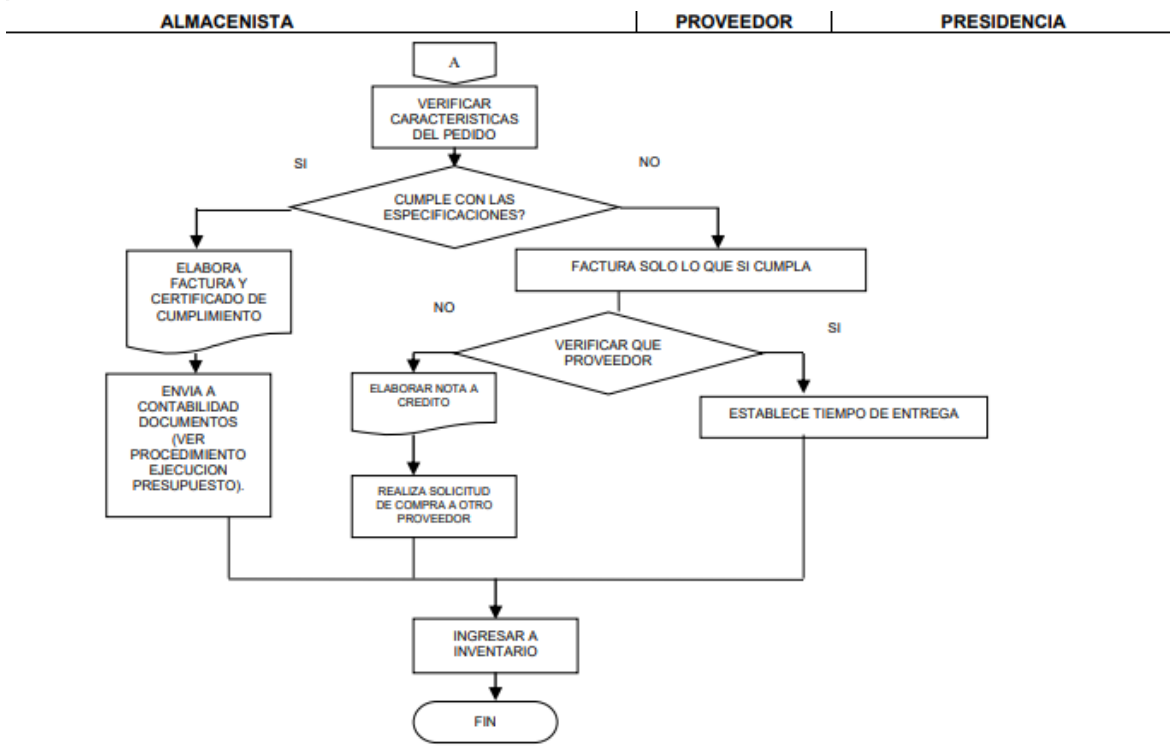 ALMACENISTA PROVEEDOR PRESIDENCIA
A
VERIFICAR
CARACTERISTICAS
DEL PEDIDO
SI
NO
CUMPLE CON LAS
ESPECIFICACIONES?
ELABORA
FACTURA Y
CERTIFICADO DE
CUMPLIMIENTO
FACTURA SOLO LO QUE SI CUMPLA
NO
SI
VERIFICAR QUE
PROVEEDOR
ENVIA A
CONTABILIDAD
DOCUMENTOS
(VER
PROCEDIMIENTO
EJECUCION
PRESUPUESTO).
ELABORAR NOTA A
CREDITO
ESTABLECE TIEMPO DE ENTREGA
REALIZA SOLICITUD
DE COMPRA A OTRO
PROVEEDOR
INGRESAR A
INVENTARIO
FIN